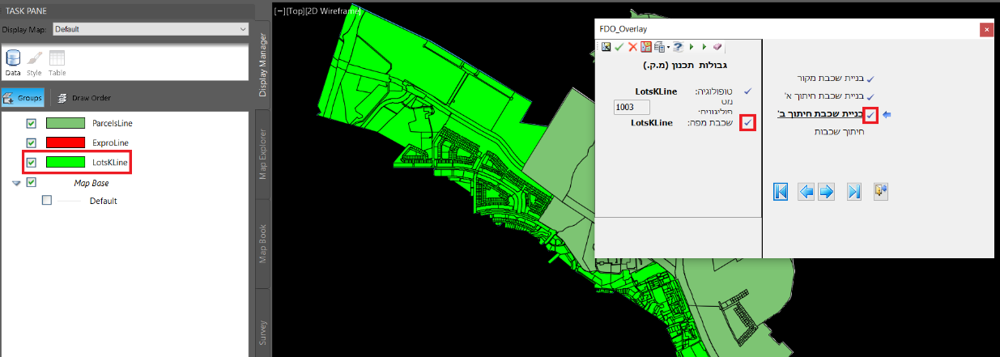 TASK PANE
Display Map: Default
Data Style Table
Groups Draw Order
ParcelsLine
ExproLine
LotsKLine
Map Base
Default
Display Manager
Map Explorer
Map Book
Survey
[−][Top][2D Wireframe]
FDO_Overlay
גבולות תכנון (מ.ק.)
טופולוגיה: LotsKLine
מס
פוליגונים: 1003
שכבת מפה: LotsKLine
בניית שכבת מקור
בניית שכבת חיתוך א'
בניית שכבת חיתוך ב'
חיתוך שכבות